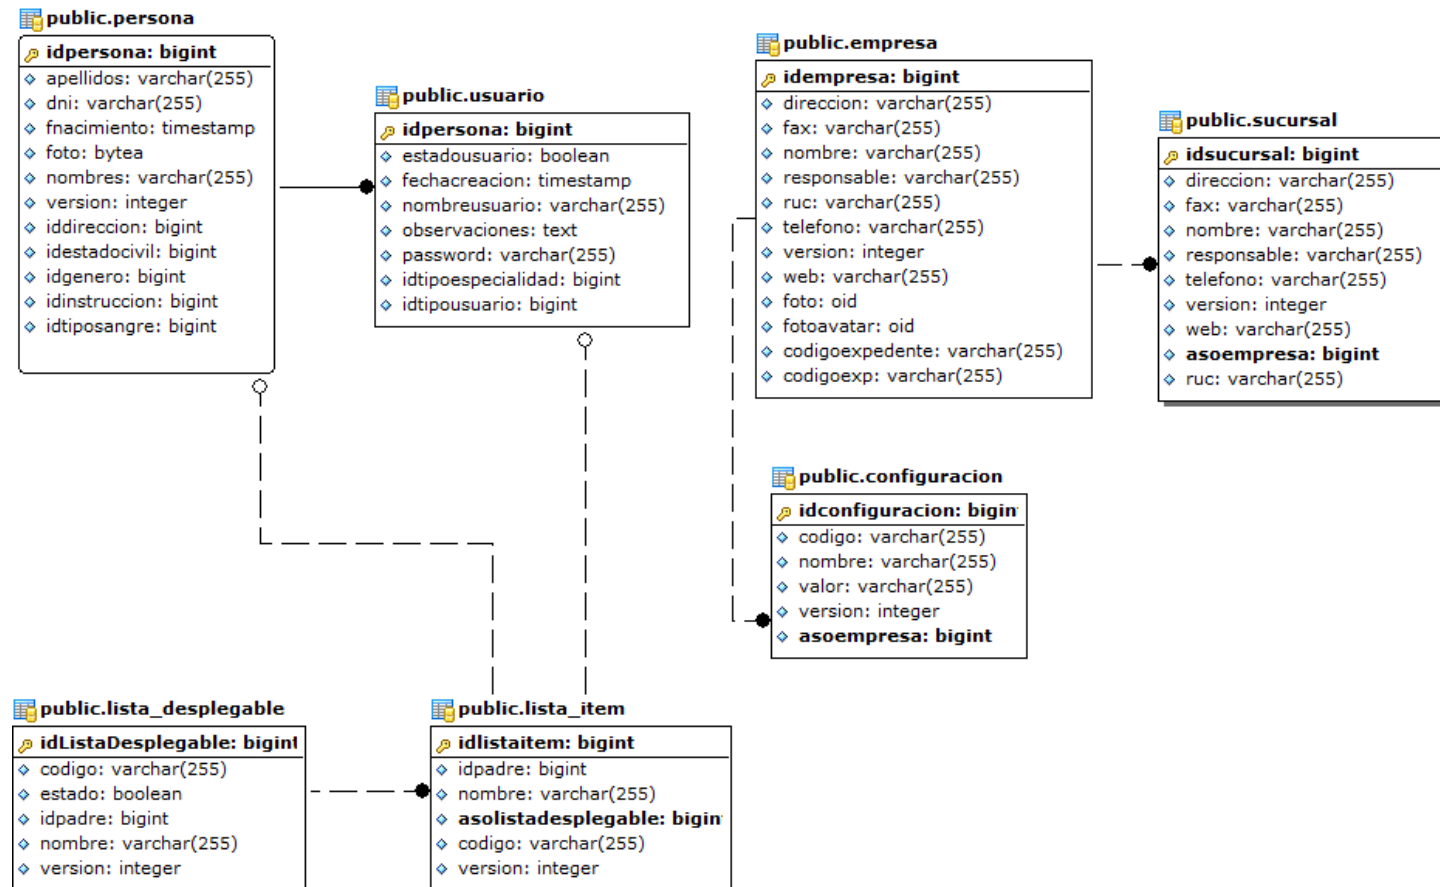 public.persona
idpersona: bigint
apellidos: varchar(255)
dni: varchar(255)
fnacimiento: timestamp
foto: bytea
nombres: varchar(255)
version: integer
iddireccion: bigint
idestadocivil: bigint
idgenero: bigint
idinstruccion: bigint
idtiposangre: bigint
public.usuario
idpersona: bigint
estadousuario: boolean
fechacreacion: timestamp
nombreusuario: varchar(255)
observaciones: text
password: varchar(255)
idtipoespecialidad: bigint
idtipousuario: bigint
public.empresa
idempresa: bigint
direccion: varchar(255)
fax: varchar(255)
nombre: varchar(255)
responsable: varchar(255)
ruc: varchar(255)
telefono: varchar(255)
version: integer
web: varchar(255)
foto: oid
fotoavatar: oid
codigoexpedente: varchar(255)
codigoexp: varchar(255)
public.sucursal
idsucursal: bigint
direccion: varchar(255)
fax: varchar(255)
nombre: varchar(255)
responsable: varchar(255)
telefono: varchar(255)
version: integer
web: varchar(255)
asoempresa: bigint
ruc: varchar(255)
public.configuracion
idconfiguracion: bigin
codigo: varchar(255)
nombre: varchar(255)
valor: varchar(255)
version: integer
asoempresa: bigint
public.lista_desplegable
idListaDesplegable: bigint
codigo: varchar(255)
estado: boolean
idpadre: bigint
nombre: varchar(255)
version: integer
public.lista_item
idlistaitem: bigint
idpadre: bigint
nombre: varchar(255)
asolistadesplegable: bigin
codigo: varchar(255)
version: integer